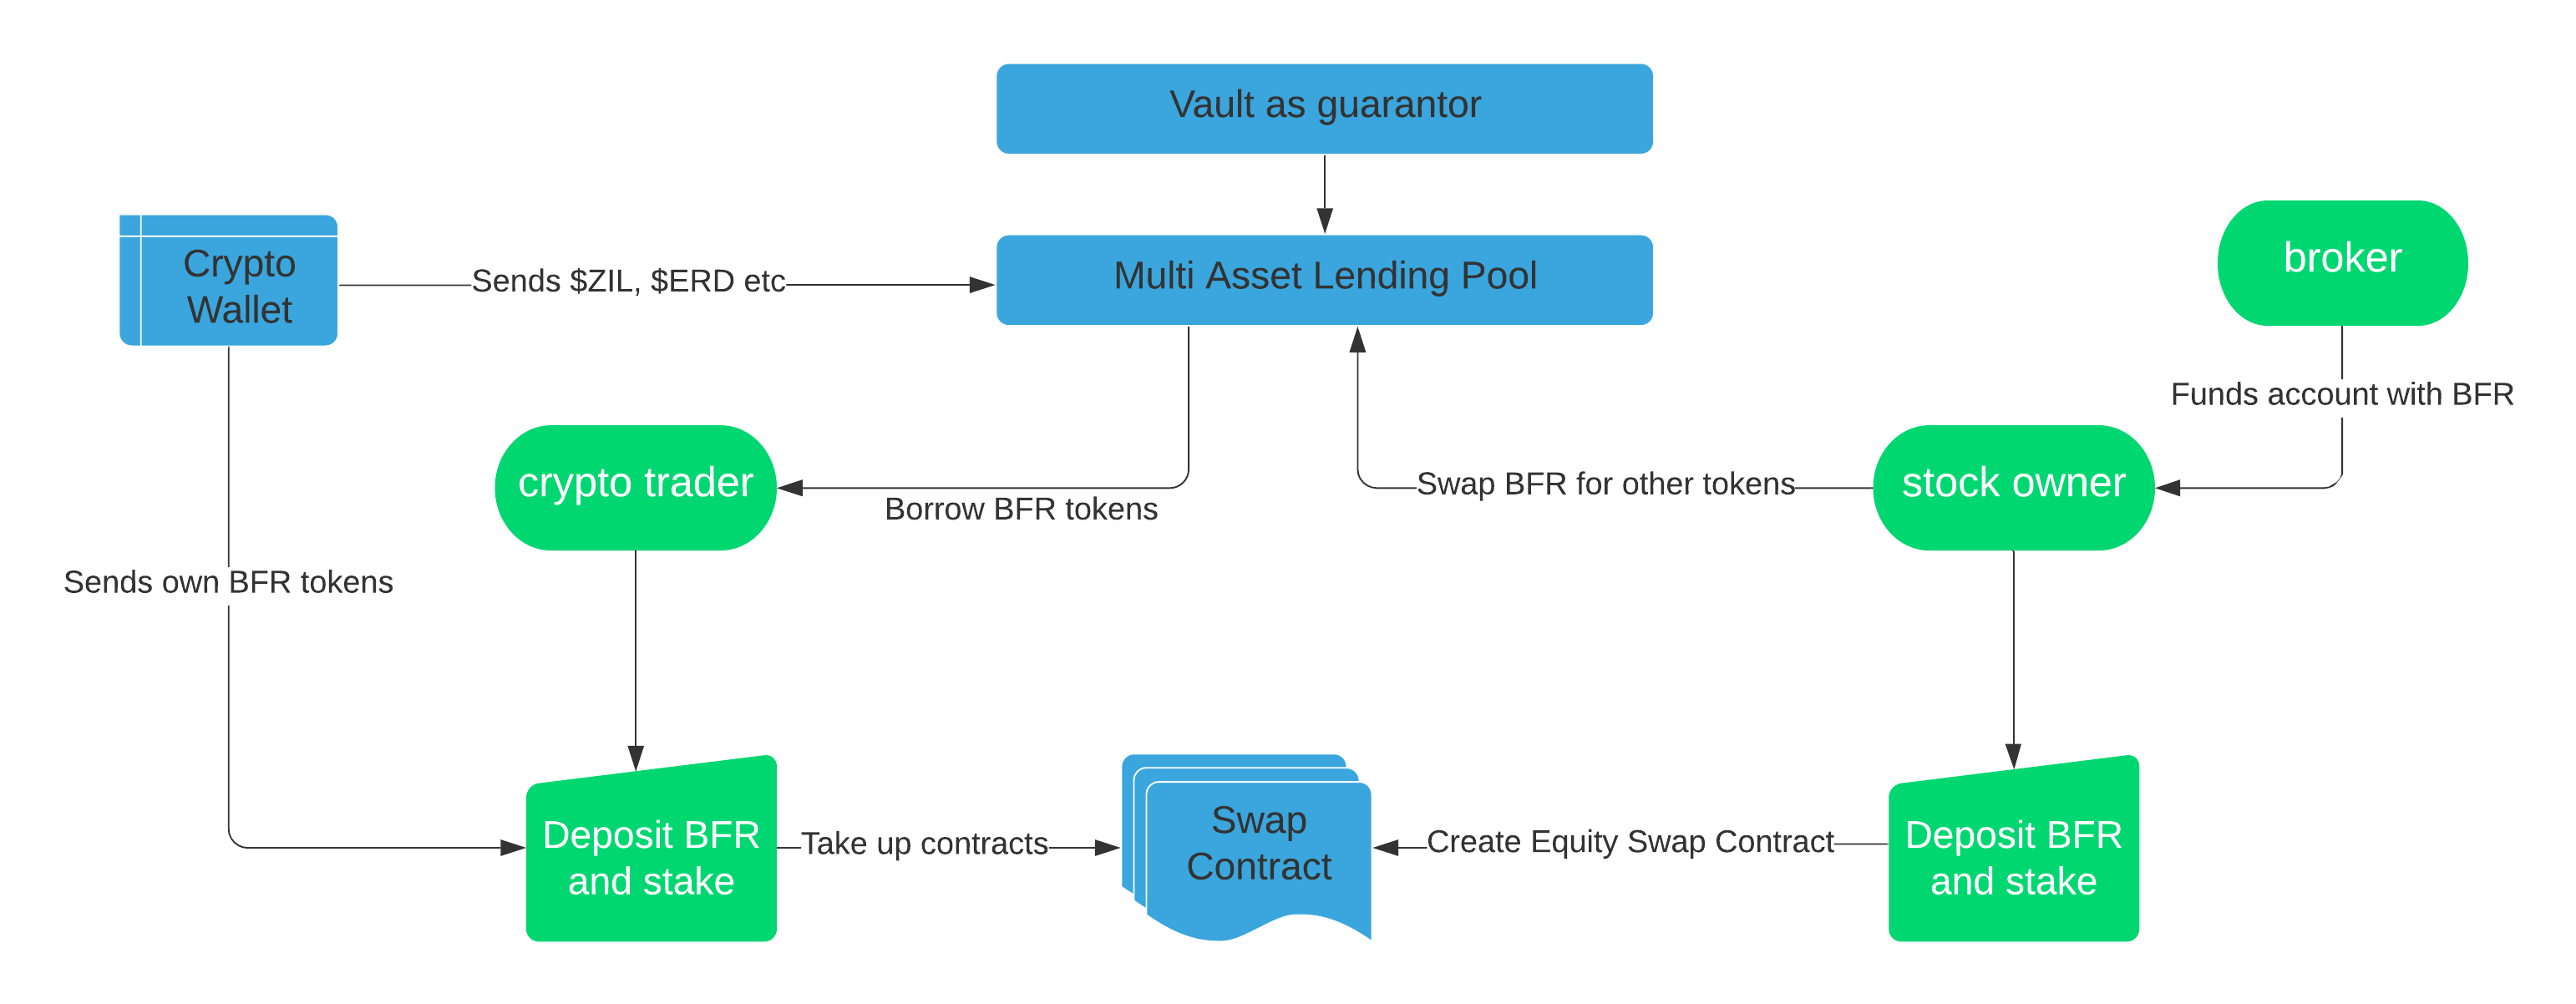 Vault as guarantor
Crypto
Wallet
Sends $ZIL, $ERD etc
Multi Asset Lending Pool
broker
Funds account with BFR
crypto trader
Borrow BFR tokens
Swap BFR for other tokens
stock owner
Sends own BFR tokens
Deposit BFR
and stake
Take up contracts
Swap
Contract
Create Equity Swap Contract
Deposit BFR
and stake